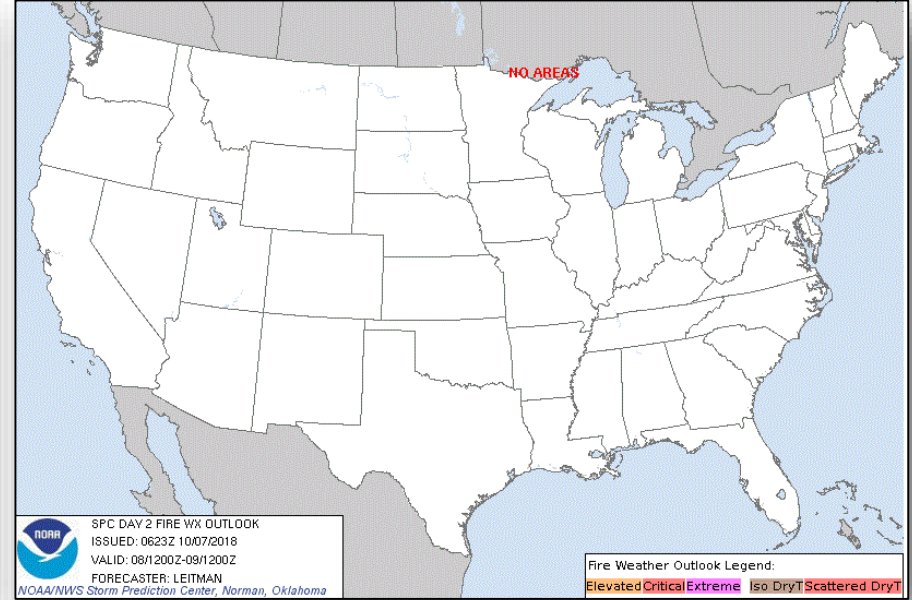 NO AREAS
NOAA
SPC DAY 2 FIRE WX OUTLOOK
ISSUED: 0623Z 10/07/2018
VALID: 08/1200Z-09/1200Z
FORECASTER: LEITMAN
NOAA/NWS Storm Prediction Center, Norman, Oklahoma
Fire Weather Outlook Legend:
Elevated Critical Extreme Iso DryT Scattered DryT